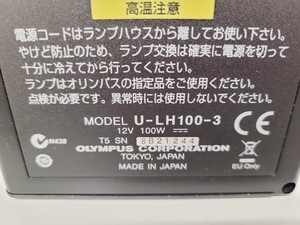 高温注意
電源コードはランプハウスから離してお使い下さい。
やけど防止のため、ランプ交換は確実に電源を切って
十分に冷えてから行ってください。
ランプはオリンパスの指定品をご使用ください。
点検が必要です。異常時には使用しないでください。
MODEL U-LH100-3
12V 100W
T5 SN 8B21244
OLYMPUS CORPORATION
TOKYO, JAPAN
MADE IN JAPAN
N438
CE
EU Only